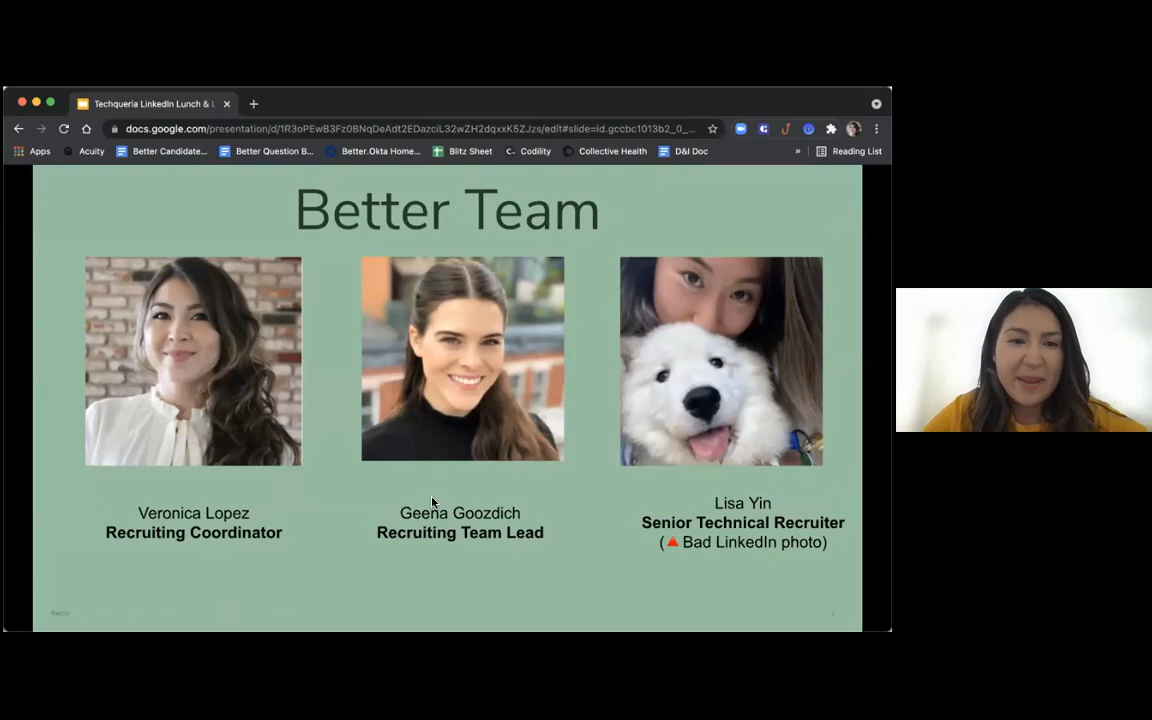 Techqueria LinkedIn Lunch & L
docs.google.com/presentation/d/1R3oPEwB3Fz0BNqDeAdt2EDazciL32wZH2dqxxK5ZJzs/edit#slide=id.gccbc1013b2_0_...
Apps Acuity Better Candidate... Better Question B... Better.Okta Home... Blitz Sheet Codility Collective Health D&I Doc » Reading List
Better Team
Veronica Lopez
Recruiting Coordinator
Geena Goozdich
Recruiting Team Lead
Lisa Yin
Senior Technical Recruiter
(🔺Bad LinkedIn photo)
Better